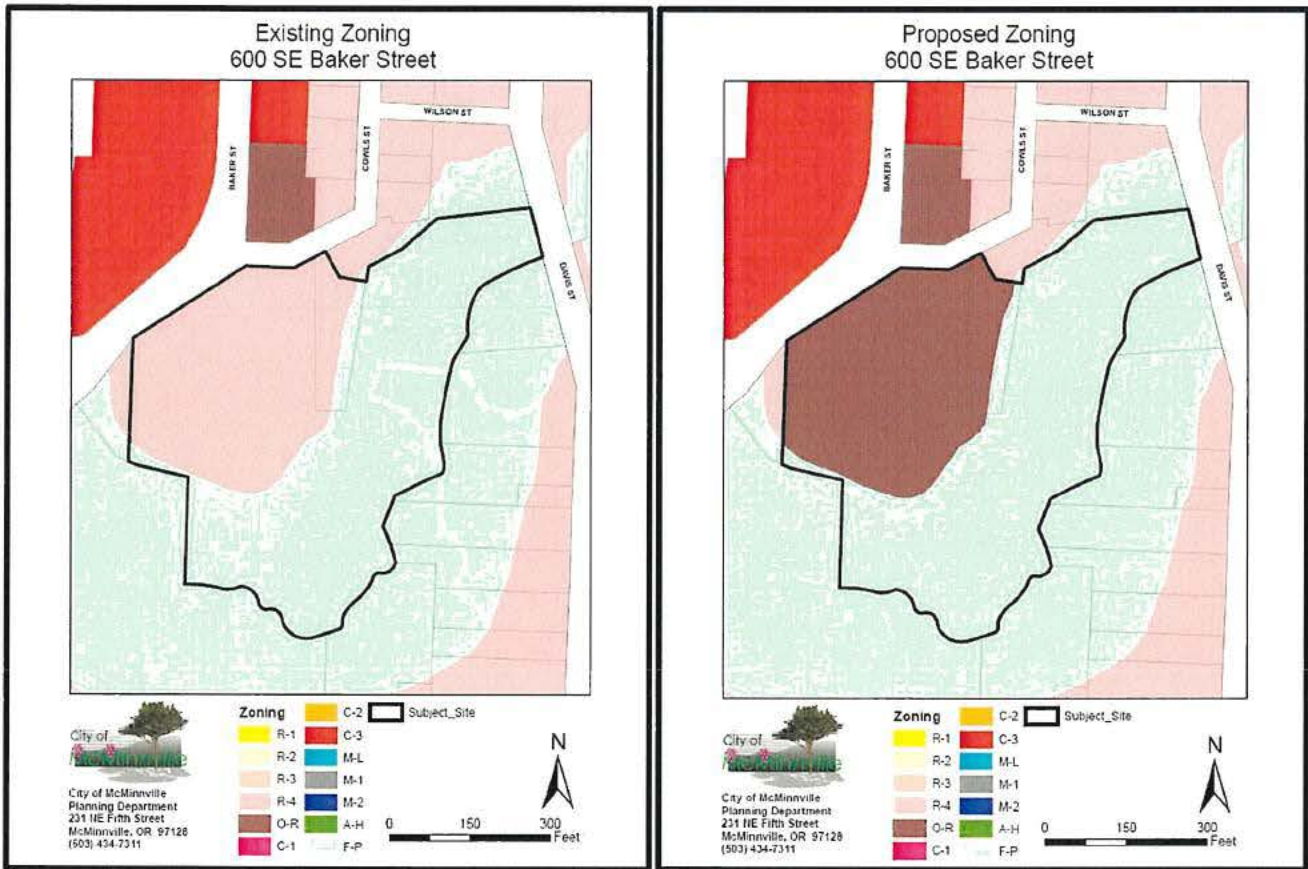 Existing Zoning
600 SE Baker Street
WILSON ST
COWLS ST
BAKER ST
DAVIS ST
City of
McMinnville
City of McMinnville
Planning Department
231 NE Fifth Street
McMinnville, OR 97128
(503) 434-7311
Zoning
R-1
R-2
R-3
R-4
O-R
C-1
C-2
C-3
M-L
M-1
M-2
A-H
F-P
Subject_Site
N
0 150 300
Feet
Proposed Zoning
600 SE Baker Street
WILSON ST
COWLS ST
BAKER ST
DAVIS ST
City of
McMinnville
City of McMinnville
Planning Department
231 NE Fifth Street
McMinnville, OR 97128
(503) 434-7311
Zoning
R-1
R-2
R-3
R-4
O-R
C-1
C-2
C-3
M-L
M-1
M-2
A-H
F-P
Subject_Site
N
0 150 300
Feet